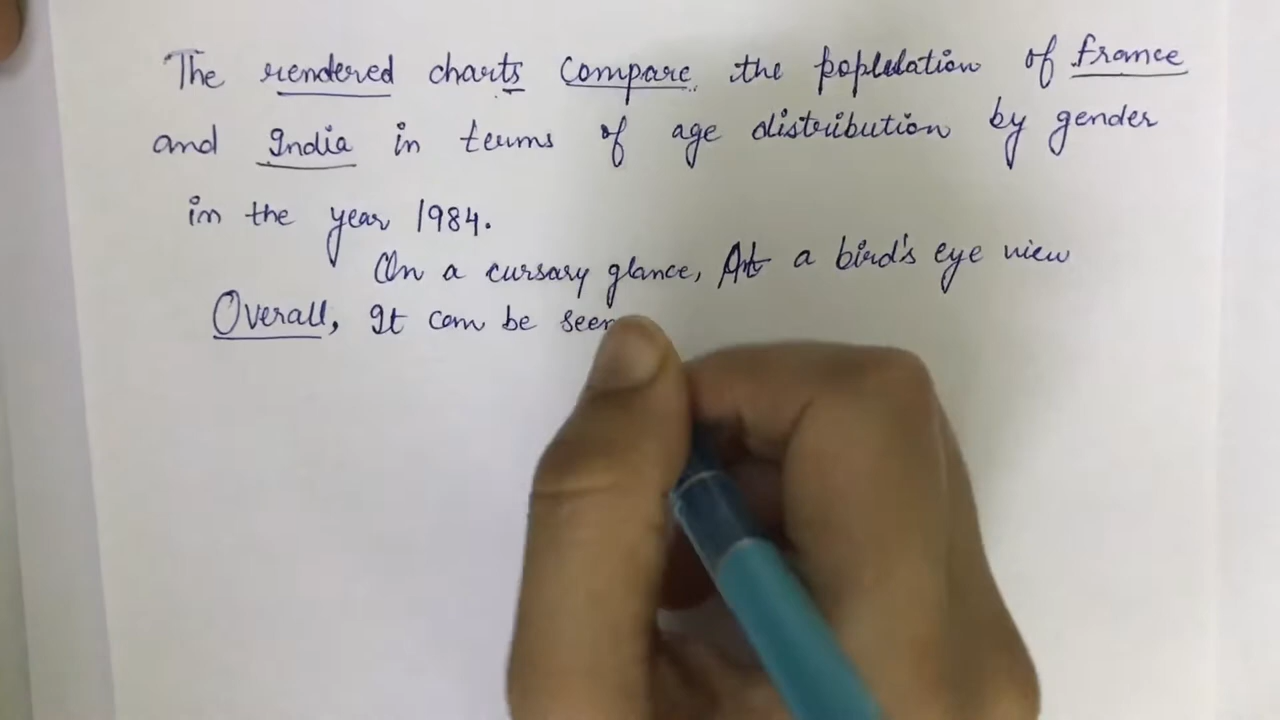 The rendered charts compare the poplulation of france
and India in terms of age distribution by gender
in the year 1984.
On a cursary glance, At a bird's eye view
Overall, It can be seen